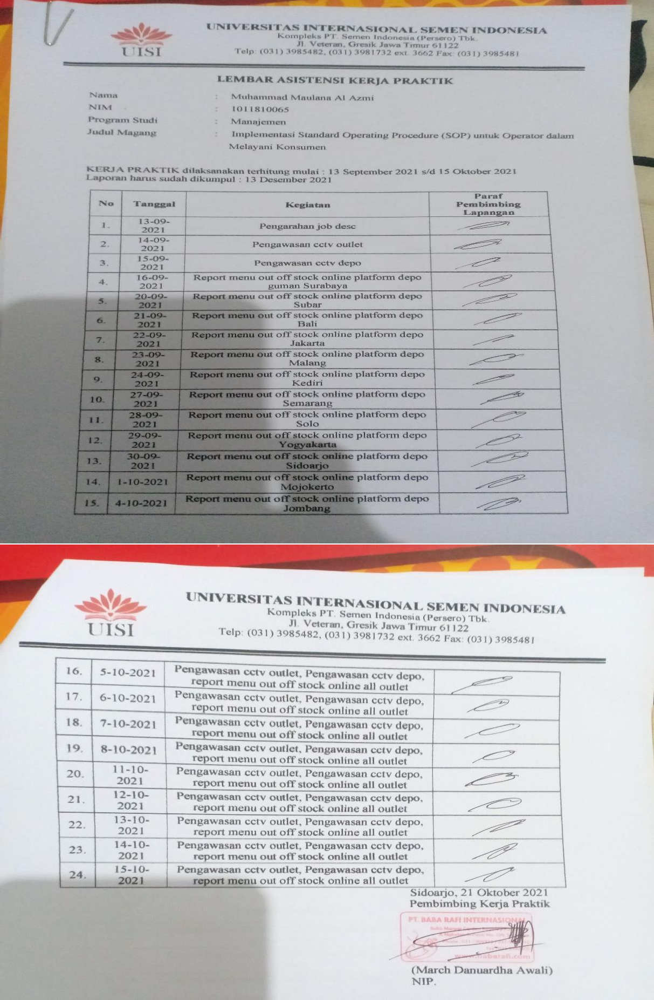 UISI
UNIVERSITAS INTERNASIONAL SEMEN INDONESIA
Kompleks PT. Semen Indonesia (Persero) Tbk.
Jl. Veteran, Gresik Jawa Timur 61122
Telp: (031) 3985482, (031) 3981732 ext. 3662 Fax: (031) 3985481
LEMBAR ASISTENSI KERJA PRAKTIK
Nama : Muhammad Maulana Al Azmi
NIM : 1011810065
Program Studi : Manajemen
Judul Magang : Implementasi Standard Operating Procedure (SOP) untuk Operator dalam
Melayani Konsumen
KERJA PRAKTIK dilaksanakan terhitung mulai : 13 September 2021 s/d 15 Oktober 2021
Laporan harus sudah dikumpul : 13 Desember 2021
No Tanggal Kegiatan Paraf
Pembimbing
Lapangan
1. 13-09-
2021 Pengarahan job desc
2. 14-09-
2021 Pengawasan cctv outlet
3. 15-09-
2021 Pengawasan cctv depo
4. 16-09- Report menu out off stock online platform depo
2021 guman Surabaya
5. 20-09- Report menu out off stock online platform depo
2021 Subar
6. 21-09- Report menu out off stock online platform depo
2021 Bali
7. 22-09- Report menu out off stock online platform depo
2021 Jakarta
8. 23-09- Report menu out off stock online platform depo
2021 Malang
9. 24-09- Report menu out off stock online platform depo
2021 Kediri
10. 27-09- Report menu out off stock online platform depo
2021 Semarang
11. 28-09- Report menu out off stock online platform depo
2021 Solo
12. 29-09- Report menu out off stock online platform depo
2021 Yogyakarta
13. 30-09- Report menu out off stock online platform depo
2021 Sidoarjo
14. 1-10-2021 Report menu out off stock online platform depo
Mojokerto
15. 4-10-2021 Report menu out off stock online platform depo
Jombang
UISI
UNIVERSITAS INTERNASIONAL SEMEN INDONESIA
Kompleks PT. Semen Indonesia (Persero) Tbk.
Jl. Veteran, Gresik Jawa Timur 61122
Telp: (031) 3985482, (031) 3981732 ext. 3662 Fax: (031) 3985481
16. 5-10-2021 Pengawasan cctv outlet, Pengawasan cctv depo,
report menu out off stock online all outlet
17. 6-10-2021 Pengawasan cctv outlet, Pengawasan cctv depo,
report menu out off stock online all outlet
18. 7-10-2021 Pengawasan cctv outlet, Pengawasan cctv depo,
report menu out off stock online all outlet
19. 8-10-2021 Pengawasan cctv outlet, Pengawasan cctv depo,
report menu out off stock online all outlet
20. 11-10- Pengawasan cctv outlet, Pengawasan cctv depo,
2021 report menu out off stock online all outlet
21. 12-10- Pengawasan cctv outlet, Pengawasan cctv depo,
2021 report menu out off stock online all outlet
22. 13-10- Pengawasan cctv outlet, Pengawasan cctv depo,
2021 report menu out off stock online all outlet
23. 14-10- Pengawasan cctv outlet, Pengawasan cctv depo,
2021 report menu out off stock online all outlet
24. 15-10- Pengawasan cctv outlet, Pengawasan cctv depo,
2021 report menu out off stock online all outlet
Sidoarjo, 21 Oktober 2021
Pembimbing Kerja Praktik
PT. BABA RAFI INTERNASIONAL
(March Danuardha Awali)
NIP.